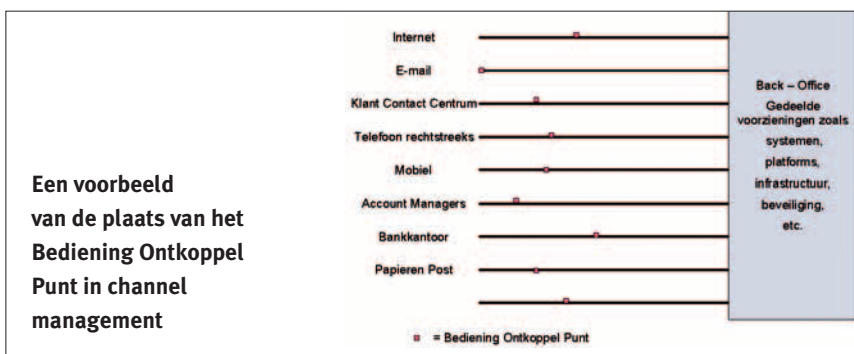 Een voorbeeld
van de plaats van het
Bediening Ontkoppel
Punt in channel
management
Internet
E-mail
Klant Contact Centrum
Telefoon rechtstreeks
Mobiel
Account Managers
Bankkantoor
Papieren Post
Back – Office
Gedeelde
voorzieningen zoals
systemen,
platforms,
infrastructuur,
beveiliging,
etc.
= Bediening Ontkoppel Punt